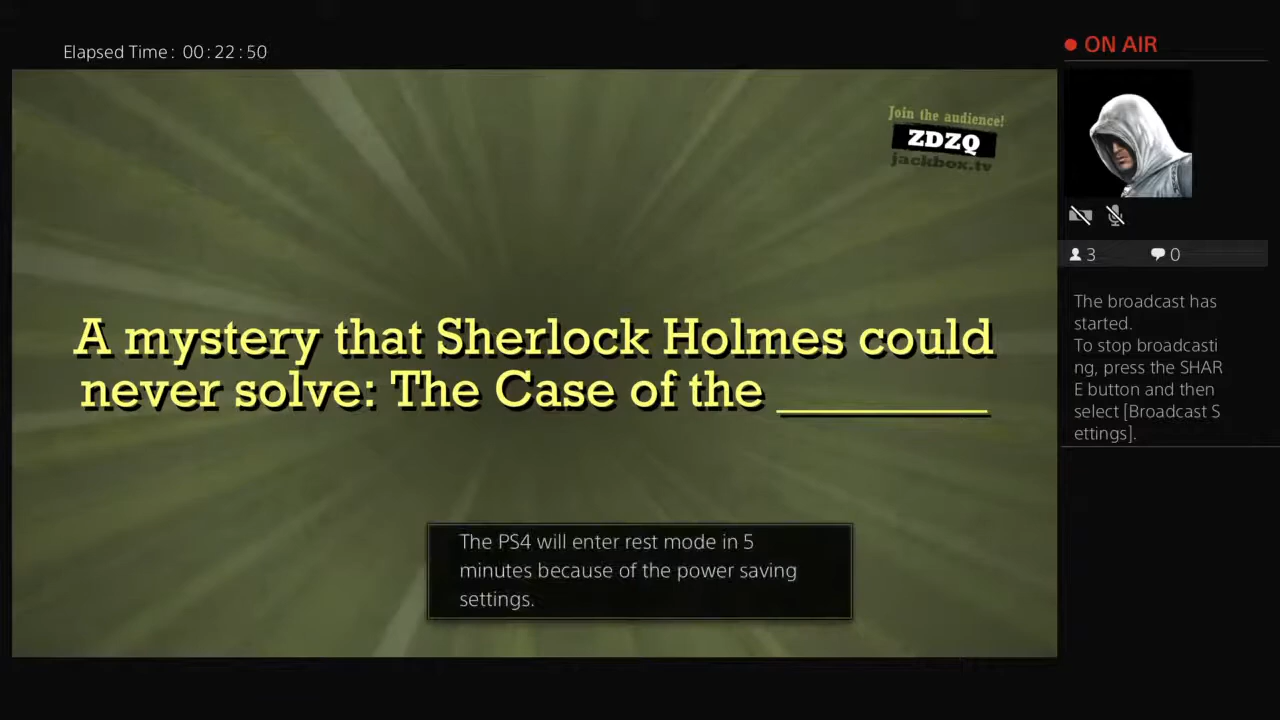 Elapsed Time: 00:22:50
ON AIR
Join the audience!
ZDZQ
jackbox.tv
3
0
The broadcast has
started.
To stop broadcasti
ng, press the SHAR
E button and then
select [Broadcast S
ettings].
A mystery that Sherlock Holmes could
never solve: The Case of the ________
The PS4 will enter rest mode in 5
minutes because of the power saving
settings.